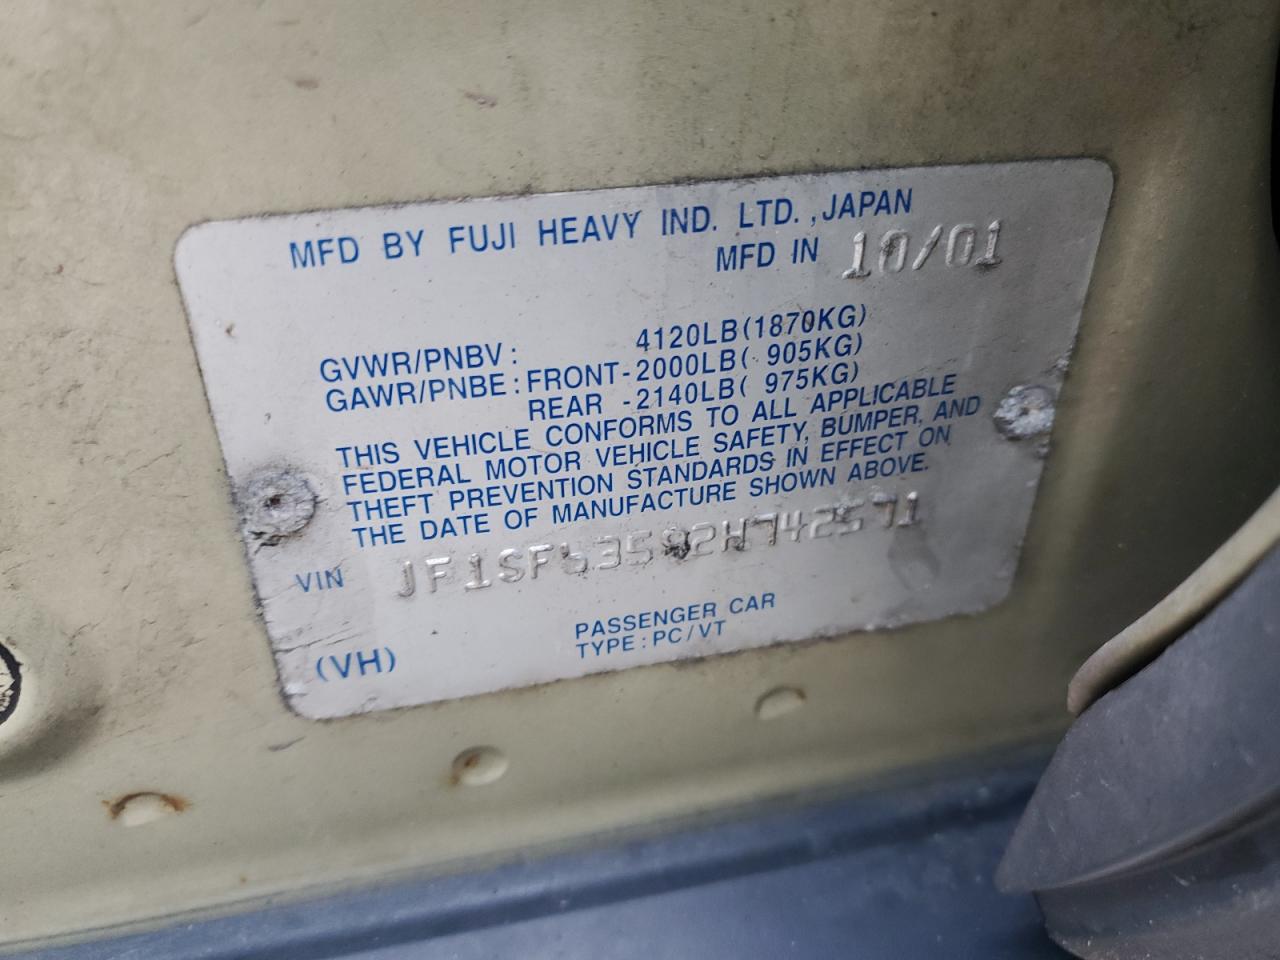 MFD BY FUJI HEAVY IND. LTD., JAPAN
MFD IN 10/01
GVWR/PNBV: 4120LB(1870KG)
GAWR/PNBE: FRONT-2000LB( 905KG)
REAR -2140LB( 975KG)
THIS VEHICLE CONFORMS TO ALL APPLICABLE
FEDERAL MOTOR VEHICLE SAFETY, BUMPER, AND
THEFT PREVENTION STANDARDS IN EFFECT ON
THE DATE OF MANUFACTURE SHOWN ABOVE.
VIN JF1SF63592H742571
PASSENGER CAR
(VH) TYPE: PC/VT